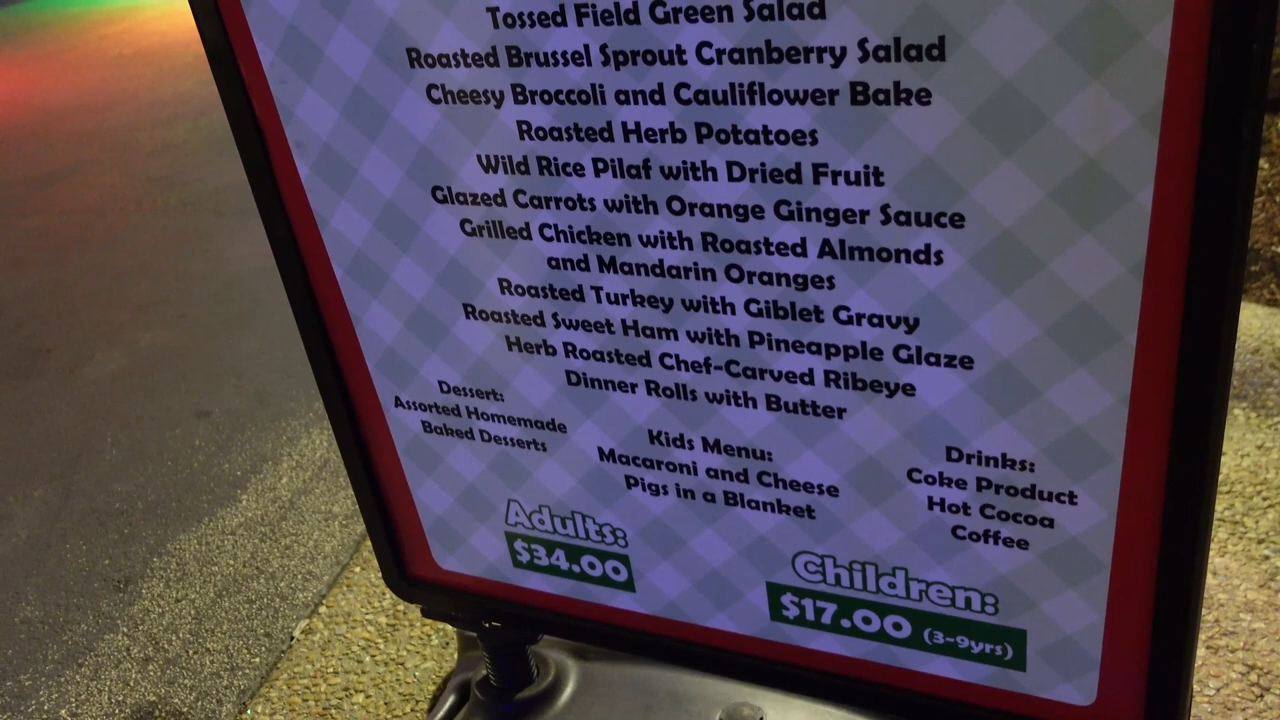 Tossed Field Green Salad
Roasted Brussel Sprout Cranberry Salad
Cheesy Broccoli and Cauliflower Bake
Roasted Herb Potatoes
Wild Rice Pilaf with Dried Fruit
Glazed Carrots with Orange Ginger Sauce
Grilled Chicken with Roasted Almonds
and Mandarin Oranges
Roasted Turkey with Giblet Gravy
Roasted Sweet Ham with Pineapple Glaze
Herb Roasted Chef-Carved Ribeye
Dinner Rolls with Butter
Dessert:
Assorted Homemade
Baked Desserts
Kids Menu:
Macaroni and Cheese
Pigs in a Blanket
Drinks:
Coke Product
Hot Cocoa
Coffee
Adults:
$34.00
Children:
$17.00 (3-9yrs)